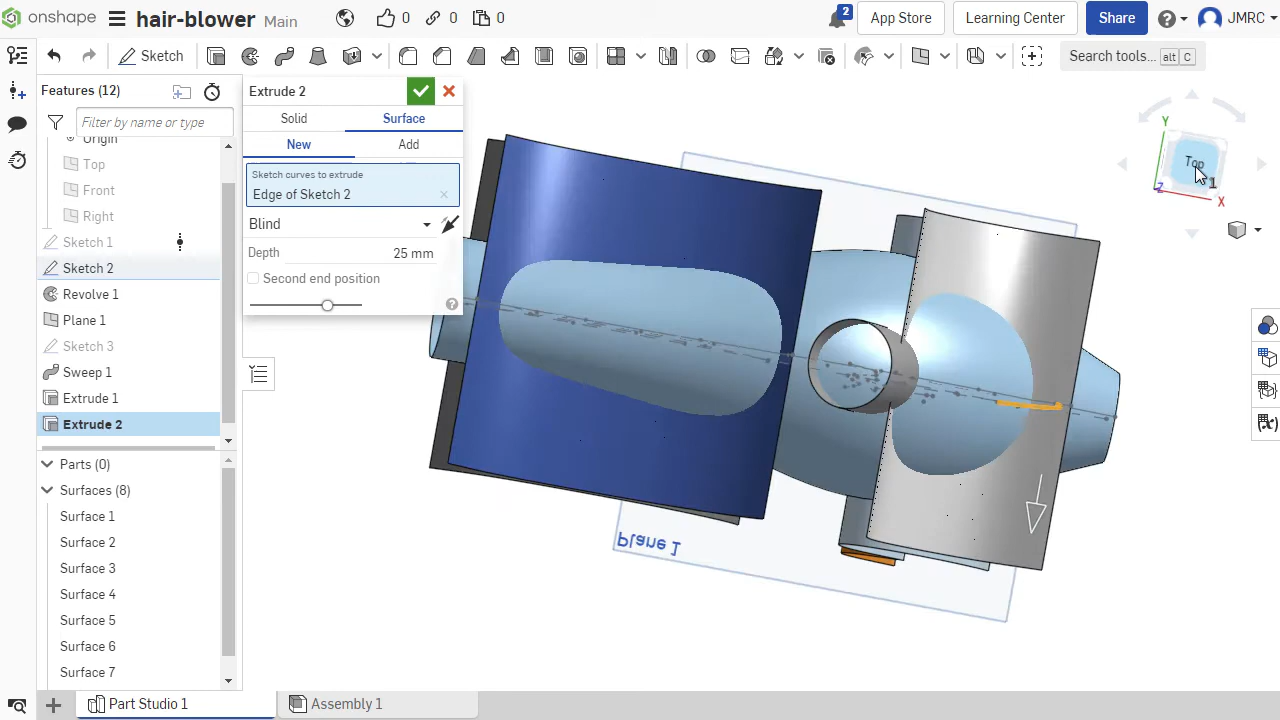 onshape hair-blower Main 0 0 0 2 App Store Learning Center Share JMRC
Sketch Search tools... alt C
Features (12)
Filter by name or type
Origin
Top
Front
Right
Sketch 1
Sketch 2
Revolve 1
Plane 1
Sketch 3
Sweep 1
Extrude 1
Extrude 2
Parts (0)
Surfaces (8)
Surface 1
Surface 2
Surface 3
Surface 4
Surface 5
Surface 6
Surface 7
Extrude 2
Solid Surface
New Add
Sketch curves to extrude
Edge of Sketch 2
Blind
Depth 25 mm
Second end position
Plane 1
Y
Top
1
Z
X
Part Studio 1 Assembly 1